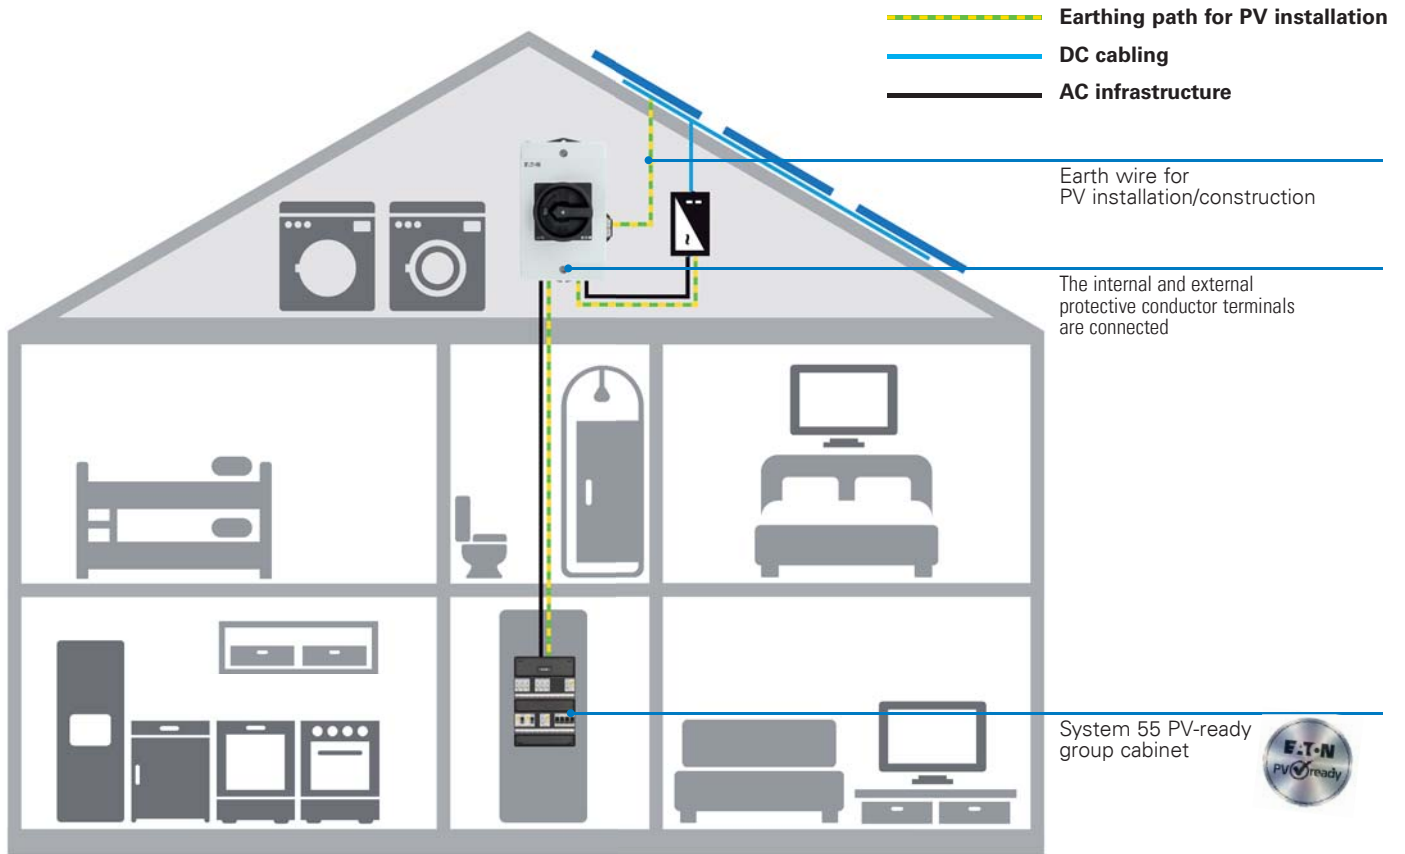 Earthing path for PV installation
DC cabling
AC infrastructure
E·T·N
Earth wire for
PV installation/construction
The internal and external
protective conductor terminals
are connected
System 55 PV-ready
group cabinet
E·T·N
PV ready